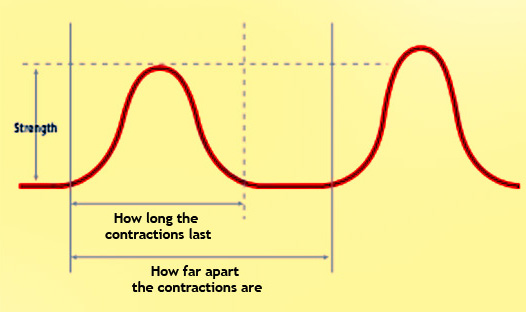 Strength
How long the
contractions last
How far apart
the contractions are